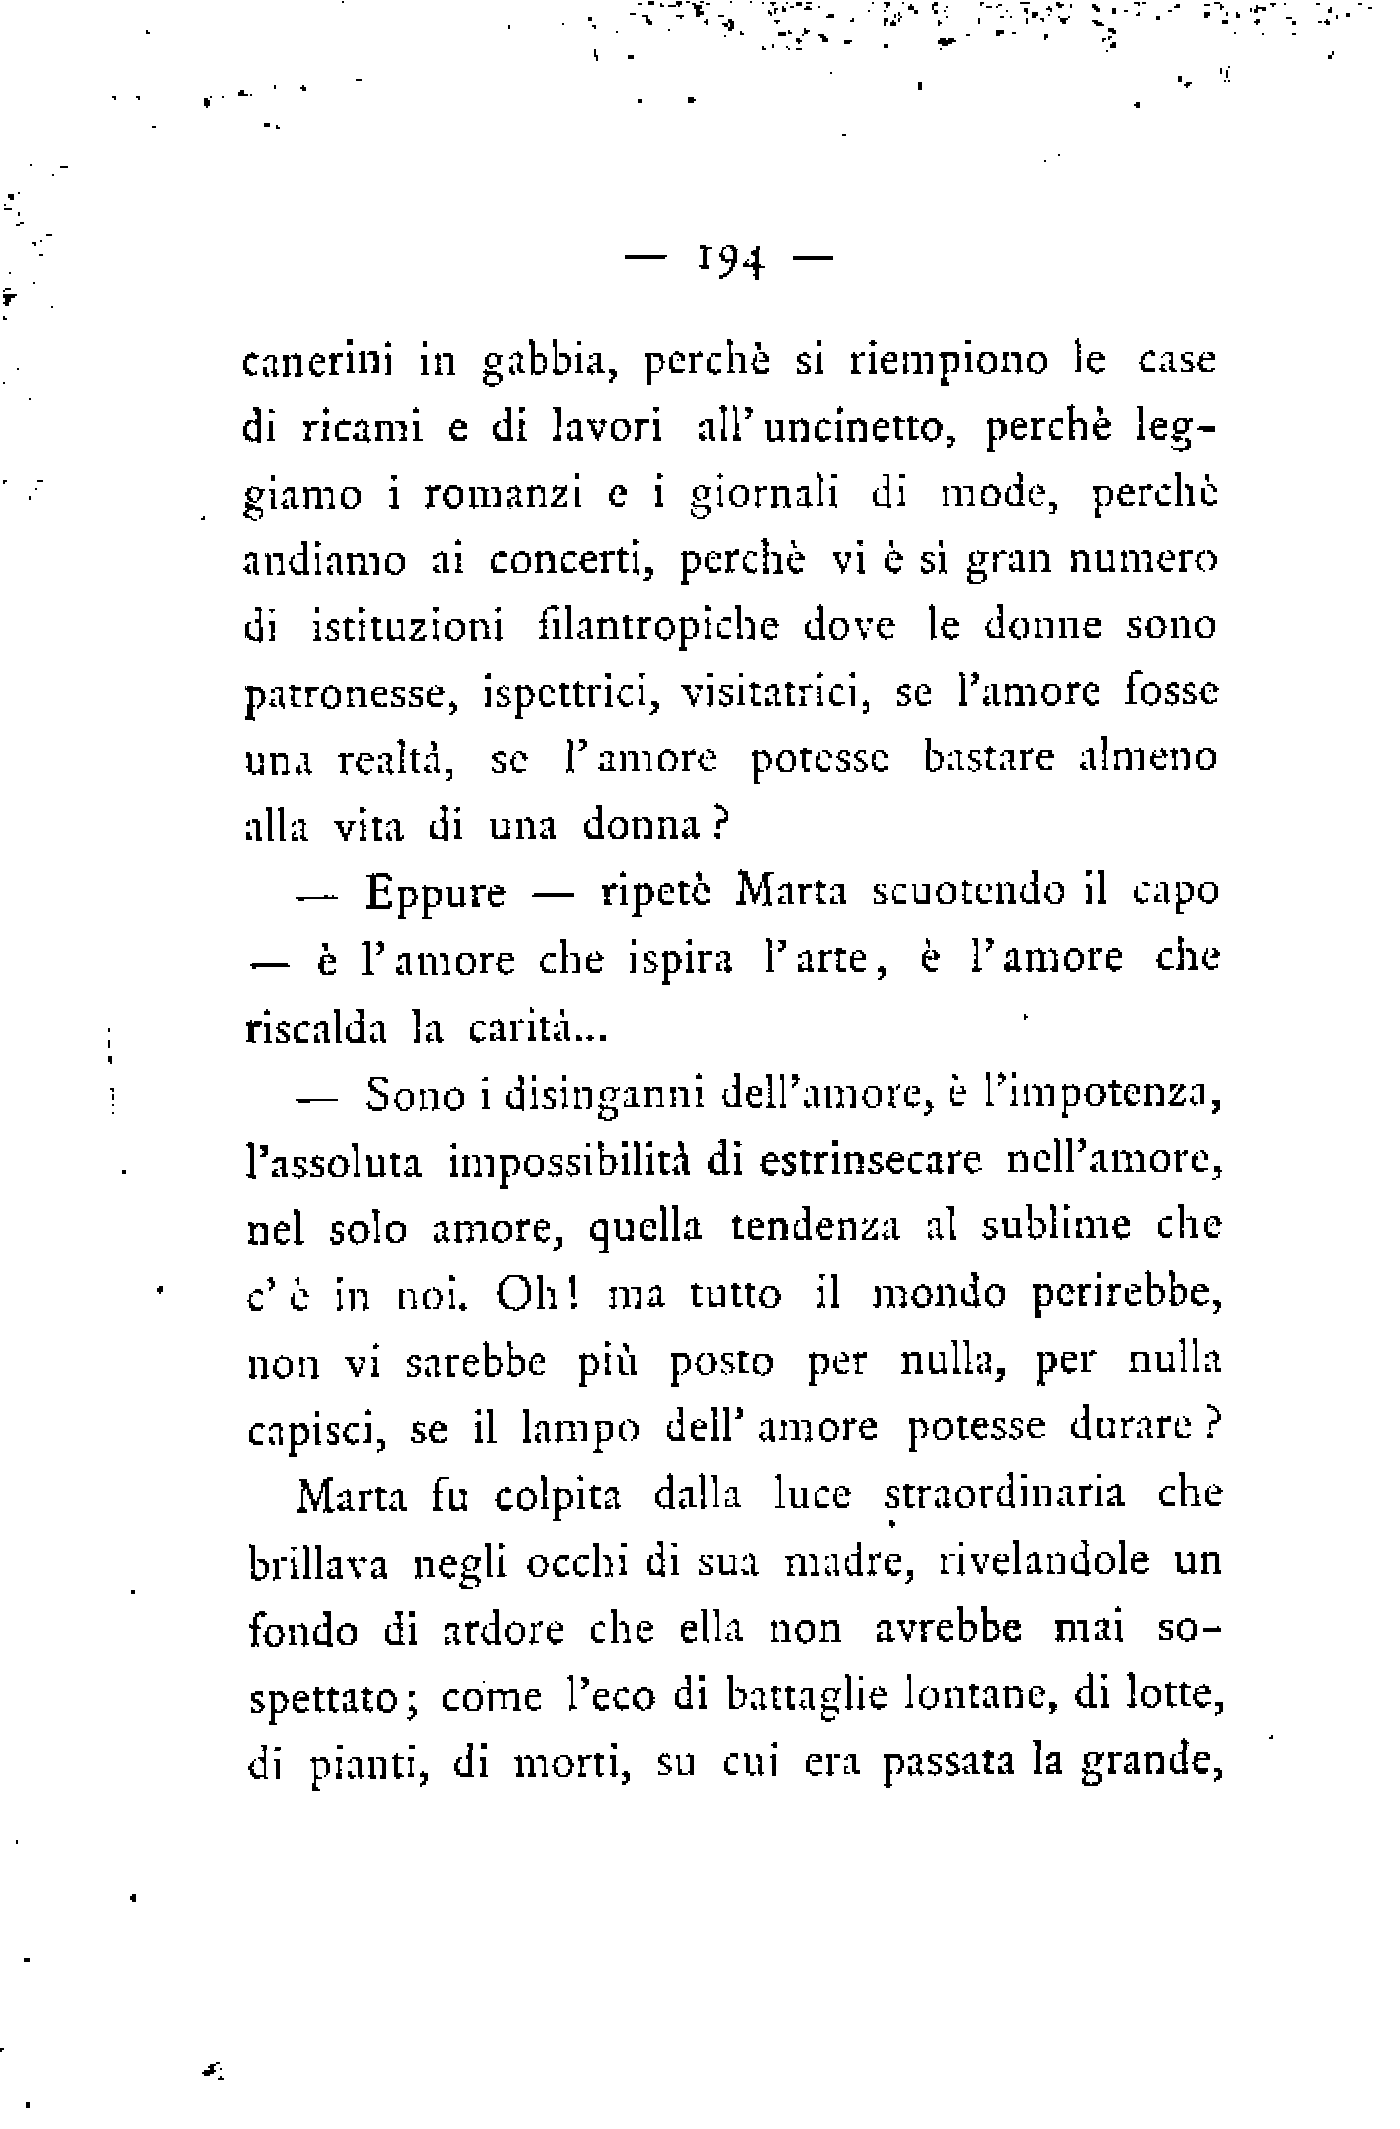 — 194 —
canerini in gabbia, perchè si riempiono le case
di ricami e di lavori all' uncinetto, perchè leg-
giamo i romanzi e i giornali di mode, perchè
andiamo ai concerti, perchè vi è sì gran numero
di istituzioni filantropiche dove le donne sono
patronesse, ispettrici, visitatrici, se l'amore fosse
una realtà, se l'amore potesse bastare almeno
alla vita di una donna?
— Eppure — ripetè Marta scuotendo il capo
— è l'amore che ispira l'arte, è l'amore che
riscalda la carità...
— Sono i disinganni dell'amore, è l'impotenza,
l'assoluta impossibilità di estrinsecare nell'amore,
nel solo amore, quella tendenza al sublime che
c' è in noi. Oh! ma tutto il mondo perirebbe,
non vi sarebbe più posto per nulla, per nulla
capisci, se il lampo dell' amore potesse durare?
Marta fu colpita dalla luce straordinaria che
brillava negli occhi di sua madre, rivelandole un
fondo di ardore che ella non avrebbe mai so-
spettato; come l'eco di battaglie lontane, di lotte,
di pianti, di morti, su cui era passata la grande,